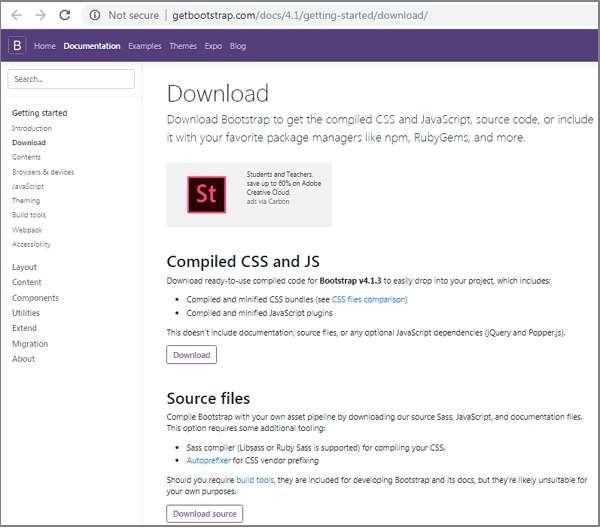 Not secure | getbootstrap.com/docs/4.1/getting-started/download/
B Home Documentation Examples Themes Expo Blog
Search...
Getting started
Introduction
Download
Contents
Browsers & devices
JavaScript
Theming
Build tools
Webpack
Accessibility
Layout
Content
Components
Utilities
Extend
Migration
About
Download
Download Bootstrap to get the compiled CSS and JavaScript, source code, or include
it with your favorite package managers like npm, RubyGems, and more.
St
Students and Teachers,
save up to 60% on Adobe
Creative Cloud.
ads via Carbon
Compiled CSS and JS
Download ready-to-use compiled code for Bootstrap v4.1.3 to easily drop into your project, which includes:
• Compiled and minified CSS bundles (see CSS files comparison)
• Compiled and minified JavaScript plugins
This doesn't include documentation, source files, or any optional JavaScript dependencies (jQuery and Popper.js).
Download
Source files
Compile Bootstrap with your own asset pipeline by downloading our source Sass, JavaScript, and documentation files.
This option requires some additional tooling:
• Sass compiler (Libsass or Ruby Sass is supported) for compiling your CSS.
• Autoprefixer for CSS vendor prefixing
Should you require build tools, they are included for developing Bootstrap and its docs, but they're likely unsuitable
for your own purposes.
Download source